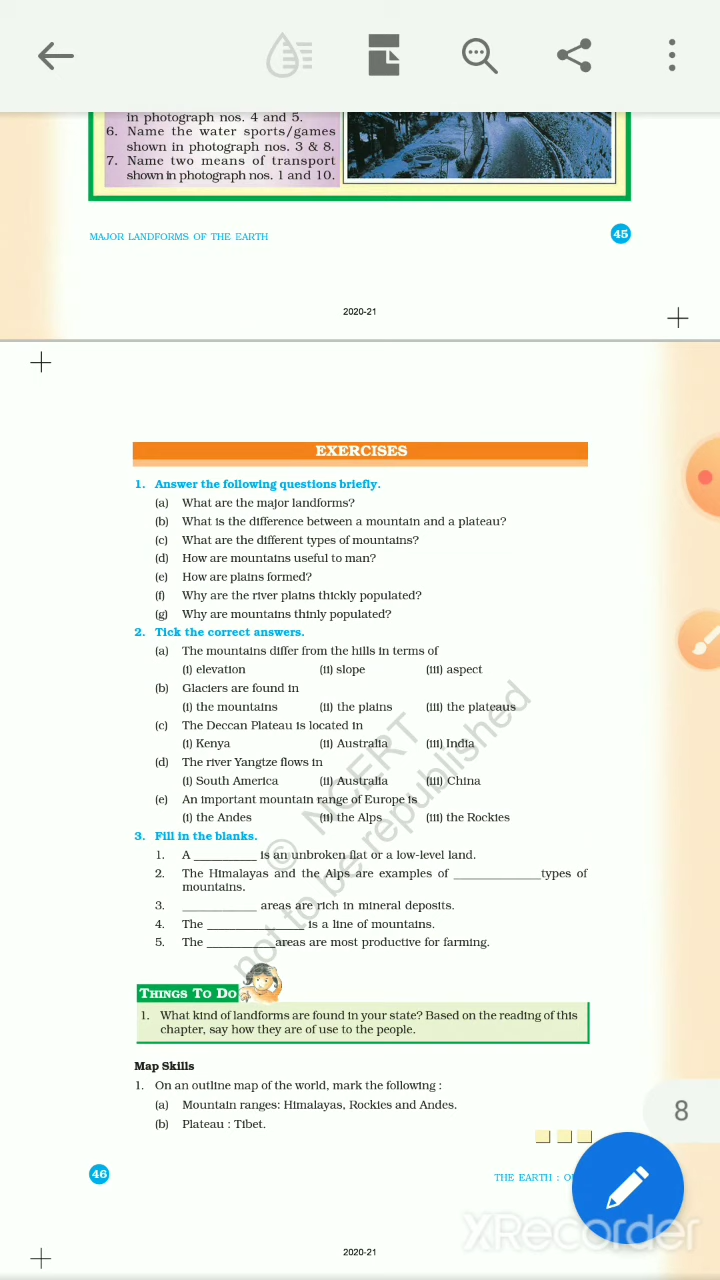 in photograph nos. 4 and 5.
6. Name the water sports/games
shown in photograph nos. 3 & 8.
7. Name two means of transport
shown in photograph nos. 1 and 10.
MAJOR LANDFORMS OF THE EARTH
45
2020-21
EXERCISES
1. Answer the following questions briefly.
(a) What are the major landforms?
(b) What is the difference between a mountain and a plateau?
(c) What are the different types of mountains?
(d) How are mountains useful to man?
(e) How are plains formed?
(f) Why are the river plains thickly populated?
(g) Why are mountains thinly populated?
2. Tick the correct answers.
(a) The mountains differ from the hills in terms of
(i) elevation (ii) slope (iii) aspect
(b) Glaciers are found in
(i) the mountains (ii) the plains (iii) the plateaus
(c) The Deccan Plateau is located in
(i) Kenya (ii) Australia (iii) India
(d) The river Yangtze flows in
(i) South America (ii) Australia (iii) China
(e) An important mountain range of Europe is
(i) the Andes (ii) the Alps (iii) the Rockies
3. Fill in the blanks.
1. A __________ is an unbroken flat or a low-level land.
2. The Himalayas and the Alps are examples of ______________types of
mountains.
3. ____________ areas are rich in mineral deposits.
4. The ________________ is a line of mountains.
5. The ___________areas are most productive for farming.
© NCERT
not to be republished
THINGS TO DO
1. What kind of landforms are found in your state? Based on the reading of this
chapter, say how they are of use to the people.
Map Skills
1. On an outline map of the world, mark the following :
(a) Mountain ranges: Himalayas, Rockies and Andes.
(b) Plateau : Tibet.
8
46
THE EARTH :
XRecorder
2020-21